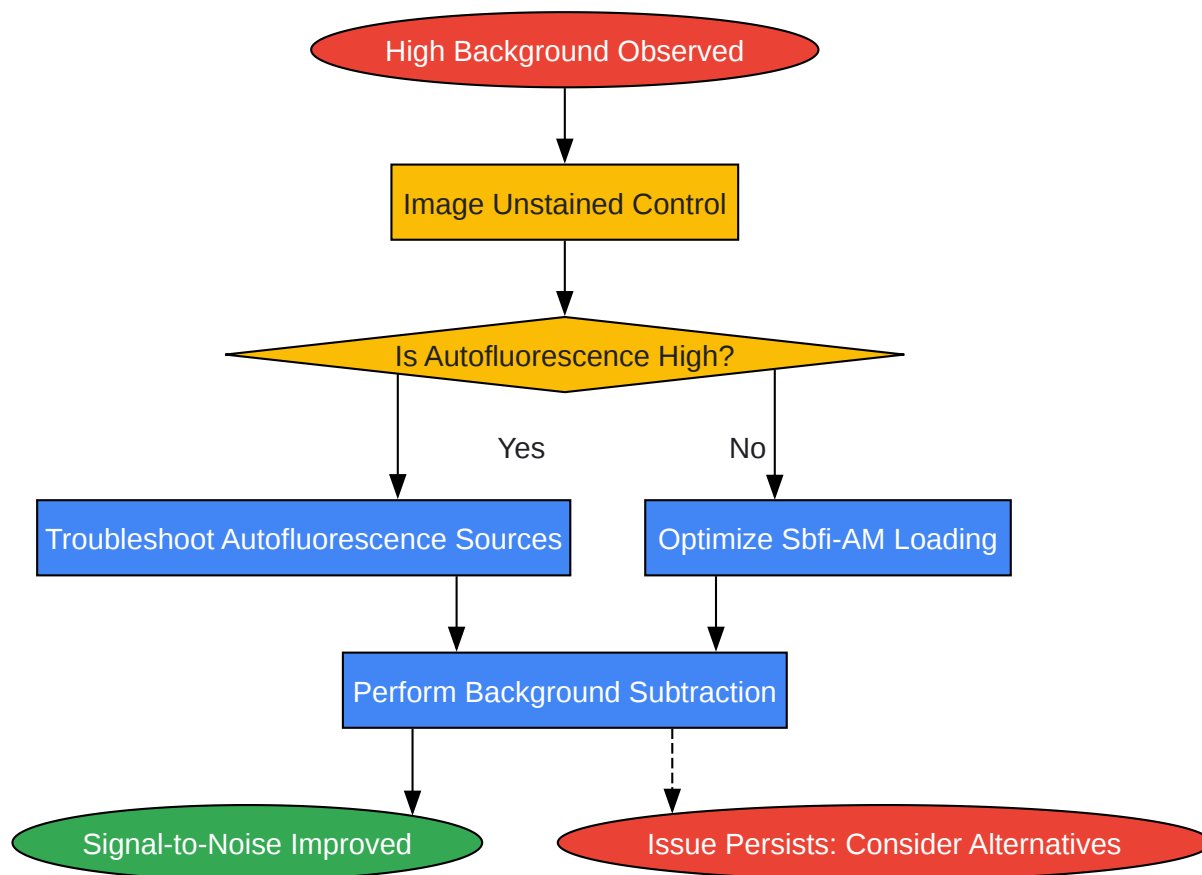 High Background Observed
Image Unstained Control
Is Autofluorescence High?
Yes
No
Troubleshoot Autofluorescence Sources
Optimize Sbfi-AM Loading
Perform Background Subtraction
Signal-to-Noise Improved
Issue Persists: Consider Alternatives